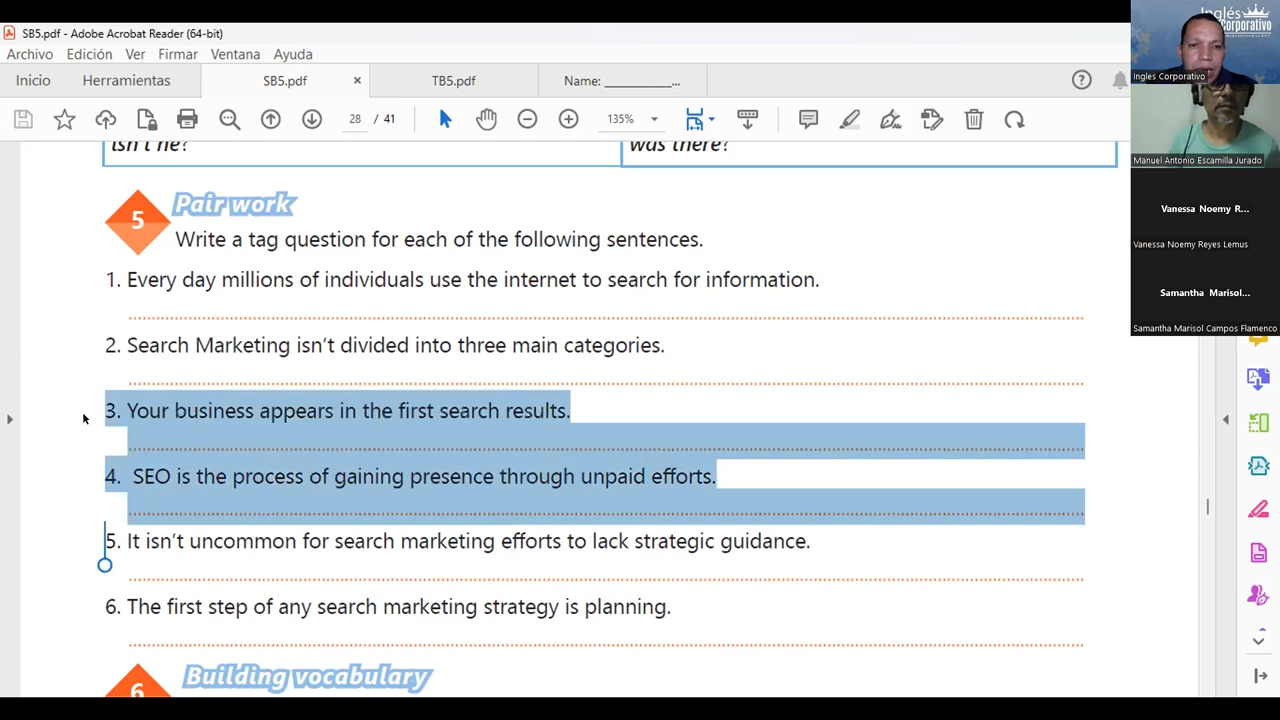 SB5.pdf - Adobe Acrobat Reader (64-bit)
Archivo Edición Ver Firmar Ventana Ayuda
Inicio Herramientas SB5.pdf × TB5.pdf Name: ____________...
28 / 41 135%
isn't he? was there?
5 Pair work
Write a tag question for each of the following sentences.
1. Every day millions of individuals use the internet to search for information.
2. Search Marketing isn't divided into three main categories.
3. Your business appears in the first search results.
4. SEO is the process of gaining presence through unpaid efforts.
5. It isn't uncommon for search marketing efforts to lack strategic guidance.
6. The first step of any search marketing strategy is planning.
6 Building vocabulary
Inglés
Corporativo
Ingles Corporativo
Manuel Antonio Escamilla Jurado
Vanessa Noemy R...
Vanessa Noemy Reyes Lemus
Samantha Marisol...
Samantha Marisol Campos Flamenco